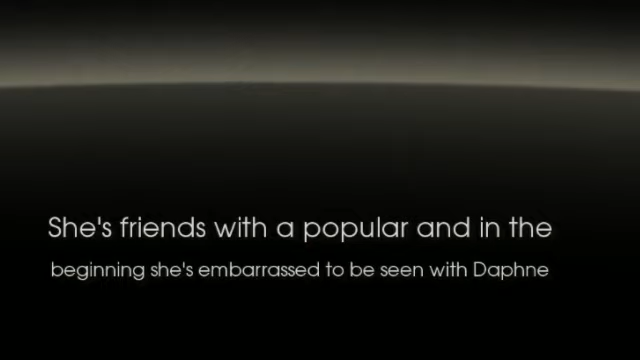 She's friends with a popular and in the
beginning she's embarrassed to be seen with Daphne